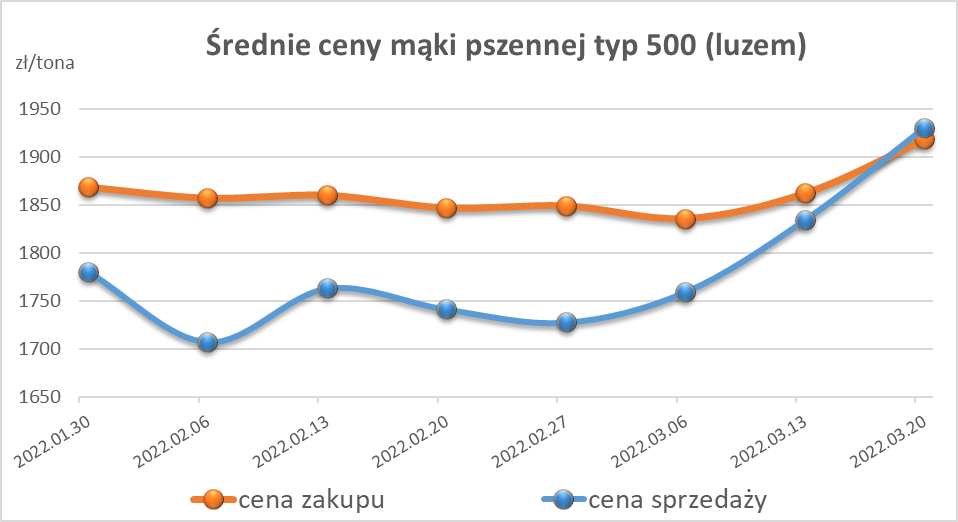 Średnie ceny mąki pszennej typ 500 (luzem)
zł/tona
1950
1900
1850
1800
1750
1700
1650
2022.01.30 2022.02.06 2022.02.13 2022.02.20 2022.02.27 2022.03.06 2022.03.13 2022.03.20
cena zakupu cena sprzedaży